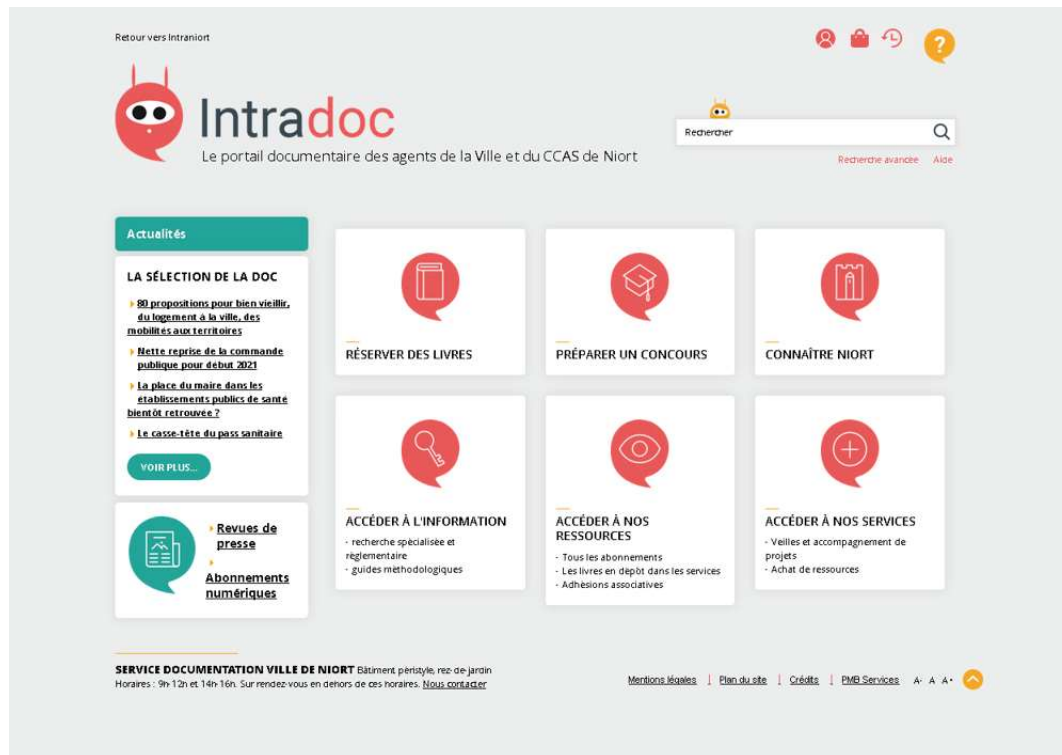 Retour vers Intraniort
?
Intradoc
Le portail documentaire des agents de la Ville et du CCAS de Niort
Rechercher
Recherche avancée Aide
Actualités
LA SÉLECTION DE LA DOC
80 propositions pour bien vieillir,
du logement à la ville, des
mobilités aux territoires
Nette reprise de la commande
publique pour début 2021
La place du maire dans les
établissements publics de santé
bientôt retrouvée ?
Le casse-tête du pass sanitaire
VOIR PLUS...
Revues de
presse
Abonnements
numériques
RÉSERVER DES LIVRES
PRÉPARER UN CONCOURS
CONNAÎTRE NIORT
ACCÉDER À L'INFORMATION
- recherche spécialisée et
règlementaire
- guides méthodologiques
ACCÉDER À NOS
RESSOURCES
- Tous les abonnements
- Les livres en dépôt dans les services
- Adhésions associatives
ACCÉDER À NOS SERVICES
- Veilles et accompagnement de
projets
- Achat de ressources
SERVICE DOCUMENTATION VILLE DE NIORT Bâtiment péristyle, rez-de-jardin
Horaires : 9h-12h et 14h-16h. Sur rendez-vous en dehors de ces horaires. Nous contacter
Mentions légales | Plan du site | Crédits | PMB Services A- A A+